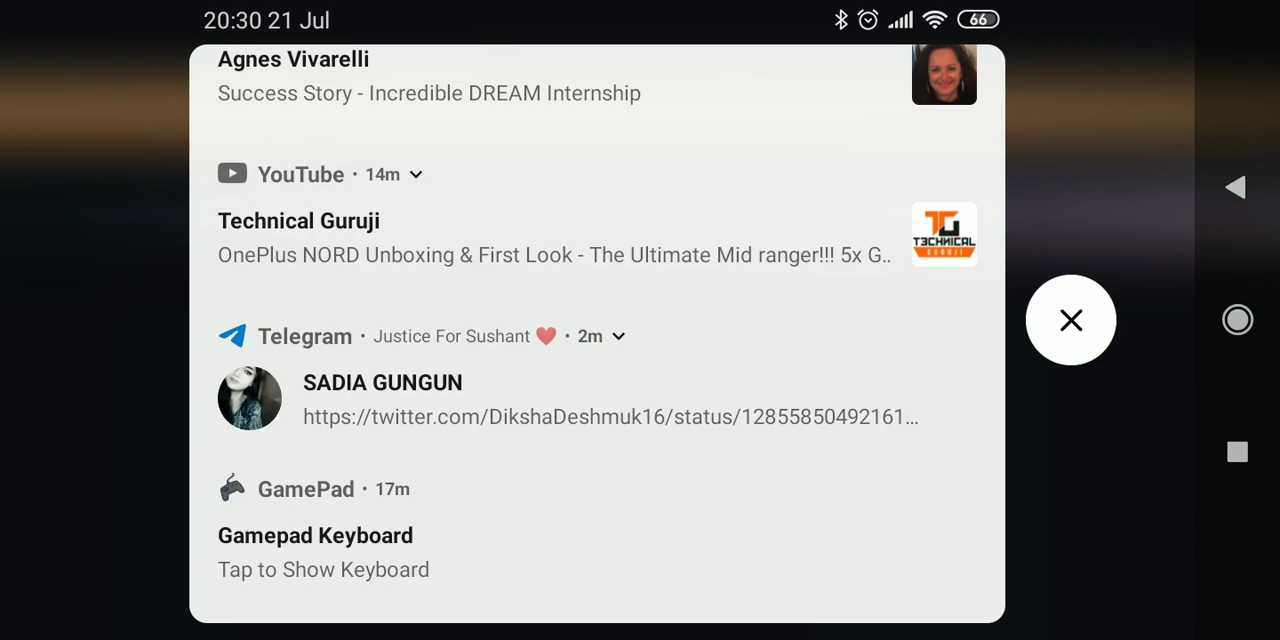 20:30 21 Jul
66
Agnes Vivarelli
Success Story - Incredible DREAM Internship
YouTube · 14m
Technical Guruji
OnePlus NORD Unboxing & First Look - The Ultimate Mid ranger!!! 5x G..
TG
TECHNICAL
GURUJI
Telegram · Justice For Sushant ❤️ · 2m
SADIA GUNGUN
https://twitter.com/DikshaDeshmuk16/status/12855850492161...
GamePad · 17m
Gamepad Keyboard
Tap to Show Keyboard